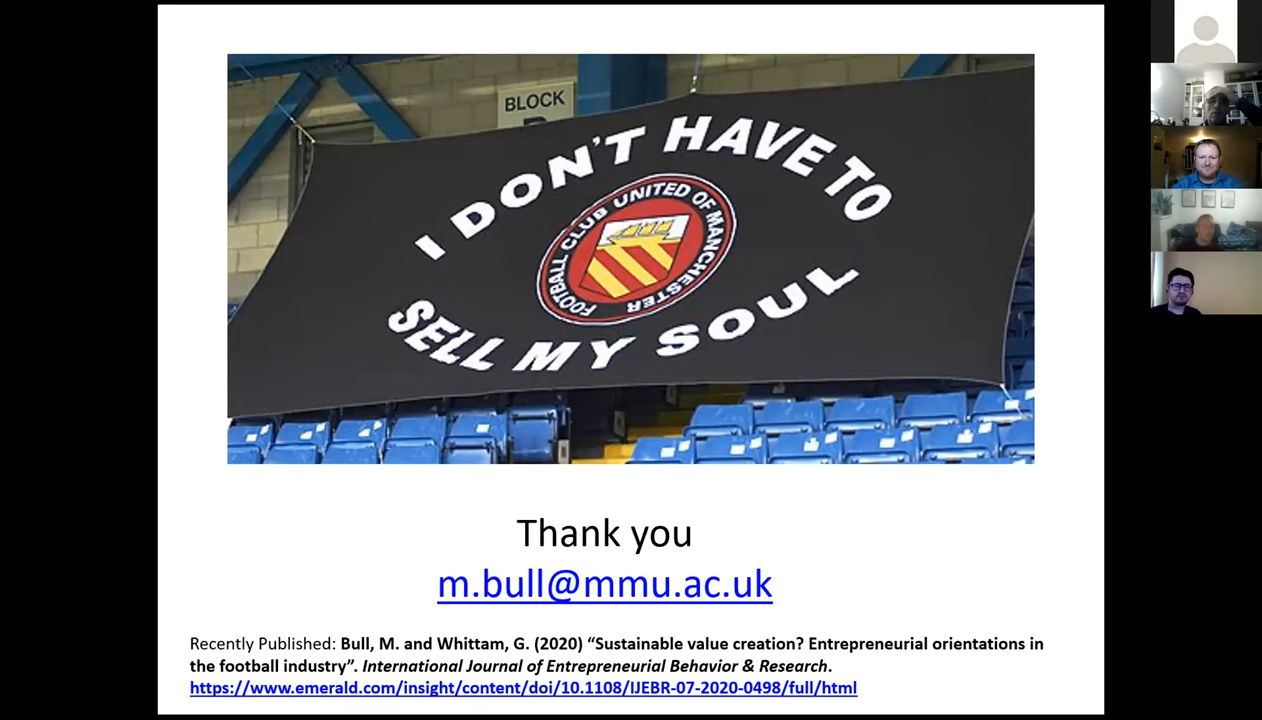 BLOCK
I DON'T HAVE TO
FOOTBALL CLUB UNITED OF MANCHESTER
SELL MY SOUL
Thank you
m.bull@mmu.ac.uk
Recently Published: Bull, M. and Whittam, G. (2020) “Sustainable value creation? Entrepreneurial orientations in
the football industry”. International Journal of Entrepreneurial Behavior & Research.
https://www.emerald.com/insight/content/doi/10.1108/IJEBR-07-2020-0498/full/html